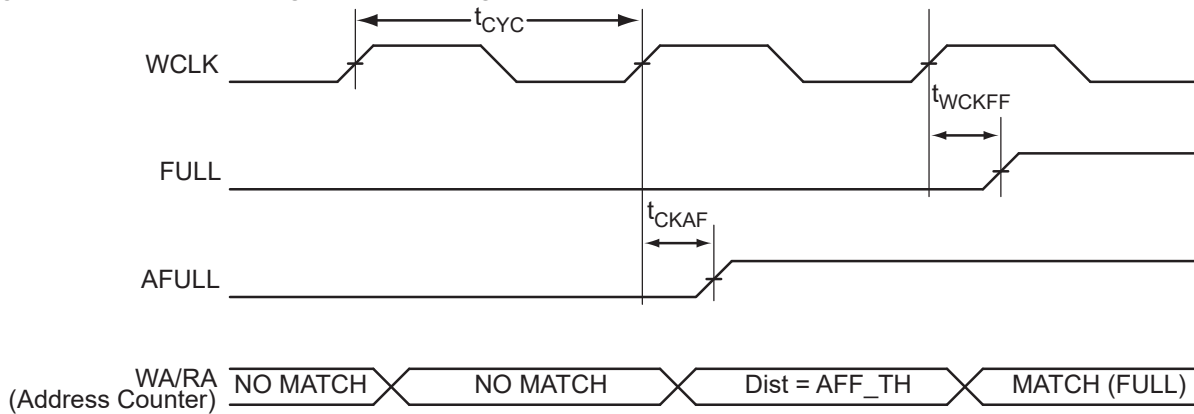 tCYC
WCLK
tWCKFF
FULL
tCKAF
AFULL
WA/RA
(Address Counter)
NO MATCH
NO MATCH
Dist = AFF_TH
MATCH (FULL)